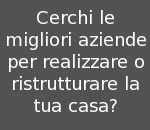 Cerchi le
migliori aziende
per realizzare o
ristrutturare la
tua casa?